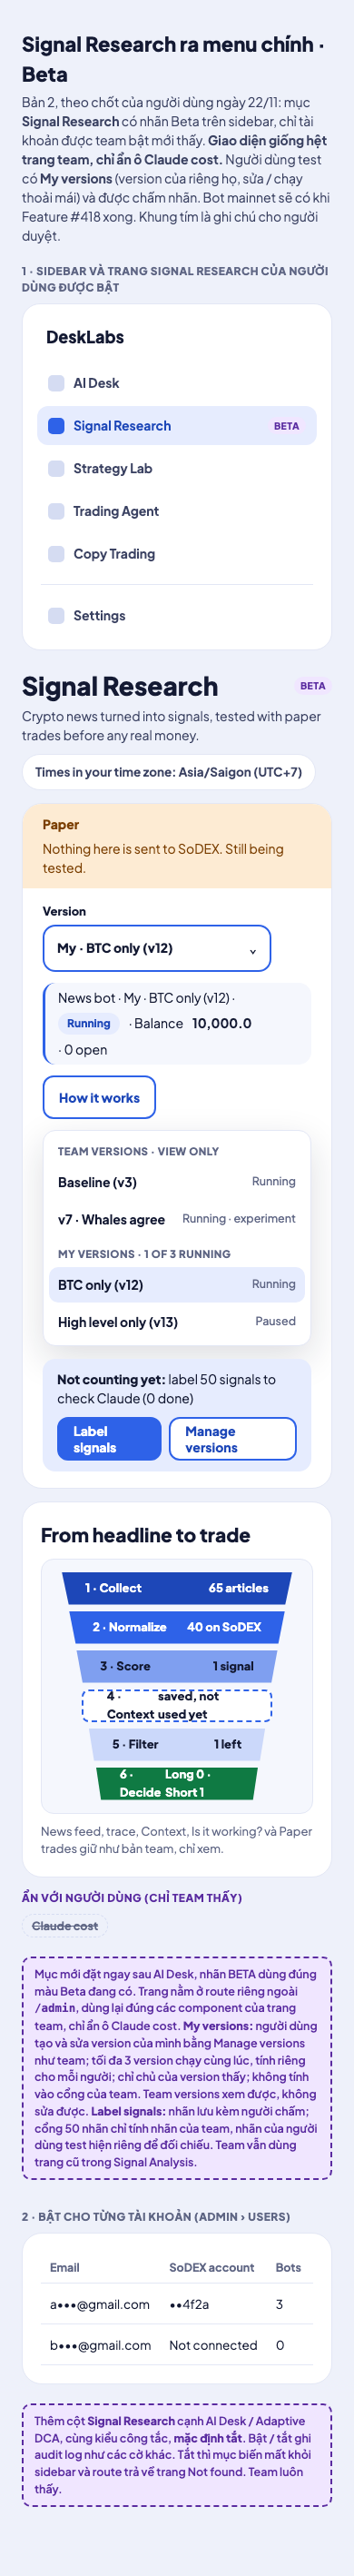 Signal Research ra menu chính ·
Beta
Bản 2, theo chốt của người dùng ngày 22/11: mục
Signal Research có nhãn Beta trên sidebar, chỉ tài
khoản được team bật mới thấy. Giao diện giống hệt
trang team, chỉ ẩn ô Claude cost. Người dùng test
có My versions (version của riêng họ, sửa / chạy
thoải mái) và được chấm nhãn. Bot mainnet sẽ có khi
Feature #418 xong. Khung tím là ghi chú cho người
duyệt.
1 · SIDEBAR VÀ TRANG SIGNAL RESEARCH CỦA NGƯỜI
DÙNG ĐƯỢC BẬT
DeskLabs
AI Desk
Signal Research BETA
Strategy Lab
Trading Agent
Copy Trading
Settings
Signal Research BETA
Crypto news turned into signals, tested with paper
trades before any real money.
Times in your time zone: Asia/Saigon (UTC+7)
Paper
Nothing here is sent to SoDEX. Still being
tested.
Version
My · BTC only (v12)
News bot · My · BTC only (v12) ·
Running · Balance 10,000.0
· 0 open
How it works
TEAM VERSIONS · VIEW ONLY
Baseline (v3) Running
v7 · Whales agree Running · experiment
MY VERSIONS · 1 OF 3 RUNNING
BTC only (v12) Running
High level only (v13) Paused
Not counting yet: label 50 signals to
check Claude (0 done)
Label
signals
Manage
versions
From headline to trade
1 · Collect 65 articles
2 · Normalize 40 on SoDEX
3 · Score 1 signal
4 ·
Context
saved, not
used yet
5 · Filter 1 left
6 ·
Decide
Long 0 ·
Short 1
News feed, trace, Context, Is it working? và Paper
trades giữ như bản team, chỉ xem.
ẨN VỚI NGƯỜI DÙNG (CHỈ TEAM THẤY)
Claude cost
Mục mới đặt ngay sau AI Desk, nhãn BETA dùng đúng
màu Beta đang có. Trang nằm ở route riêng ngoài
/admin, dùng lại đúng các component của trang
team, chỉ ẩn ô Claude cost. My versions: người dùng
tạo và sửa version của mình bằng Manage versions
như team; tối đa 3 version chạy cùng lúc, tính riêng
cho mỗi người; chỉ chủ của version thấy; không tính
vào cổng của team. Team versions xem được, không
sửa được. Label signals: nhãn lưu kèm người chấm;
cổng 50 nhãn chỉ tính nhãn của team, nhãn của người
dùng test hiện riêng để đối chiếu. Team vẫn dùng
trang cũ trong Signal Analysis.
2 · BẬT CHO TỪNG TÀI KHOẢN (ADMIN › USERS)
Email SoDEX account Bots
a•••@gmail.com ••4f2a 3
b•••@gmail.com Not connected 0
Thêm cột Signal Research cạnh AI Desk / Adaptive
DCA, cùng kiểu công tắc, mặc định tắt. Bật / tắt ghi
audit log như các cờ khác. Tắt thì mục biến mất khỏi
sidebar và route trả về trang Not found. Team luôn
thấy.